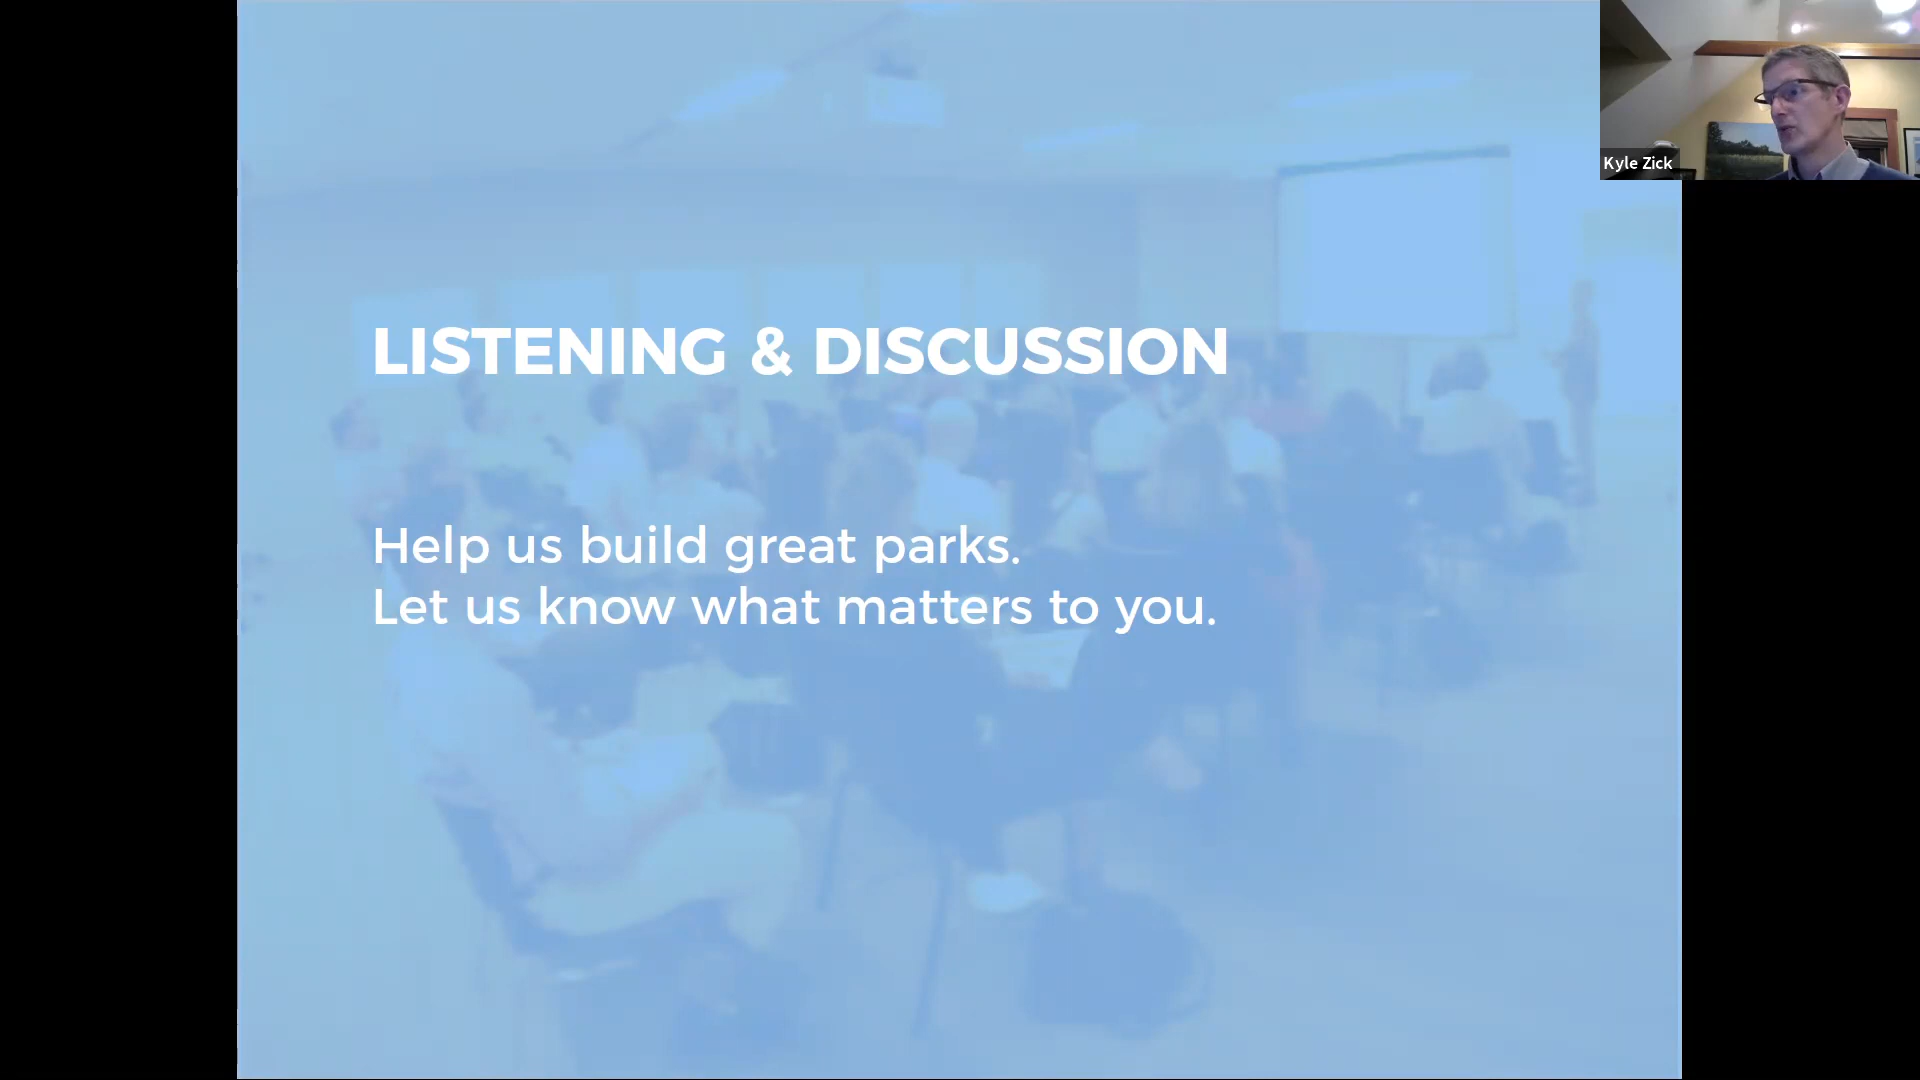 LISTENING & DISCUSSION
Help us build great parks.
Let us know what matters to you.
Kyle Zick